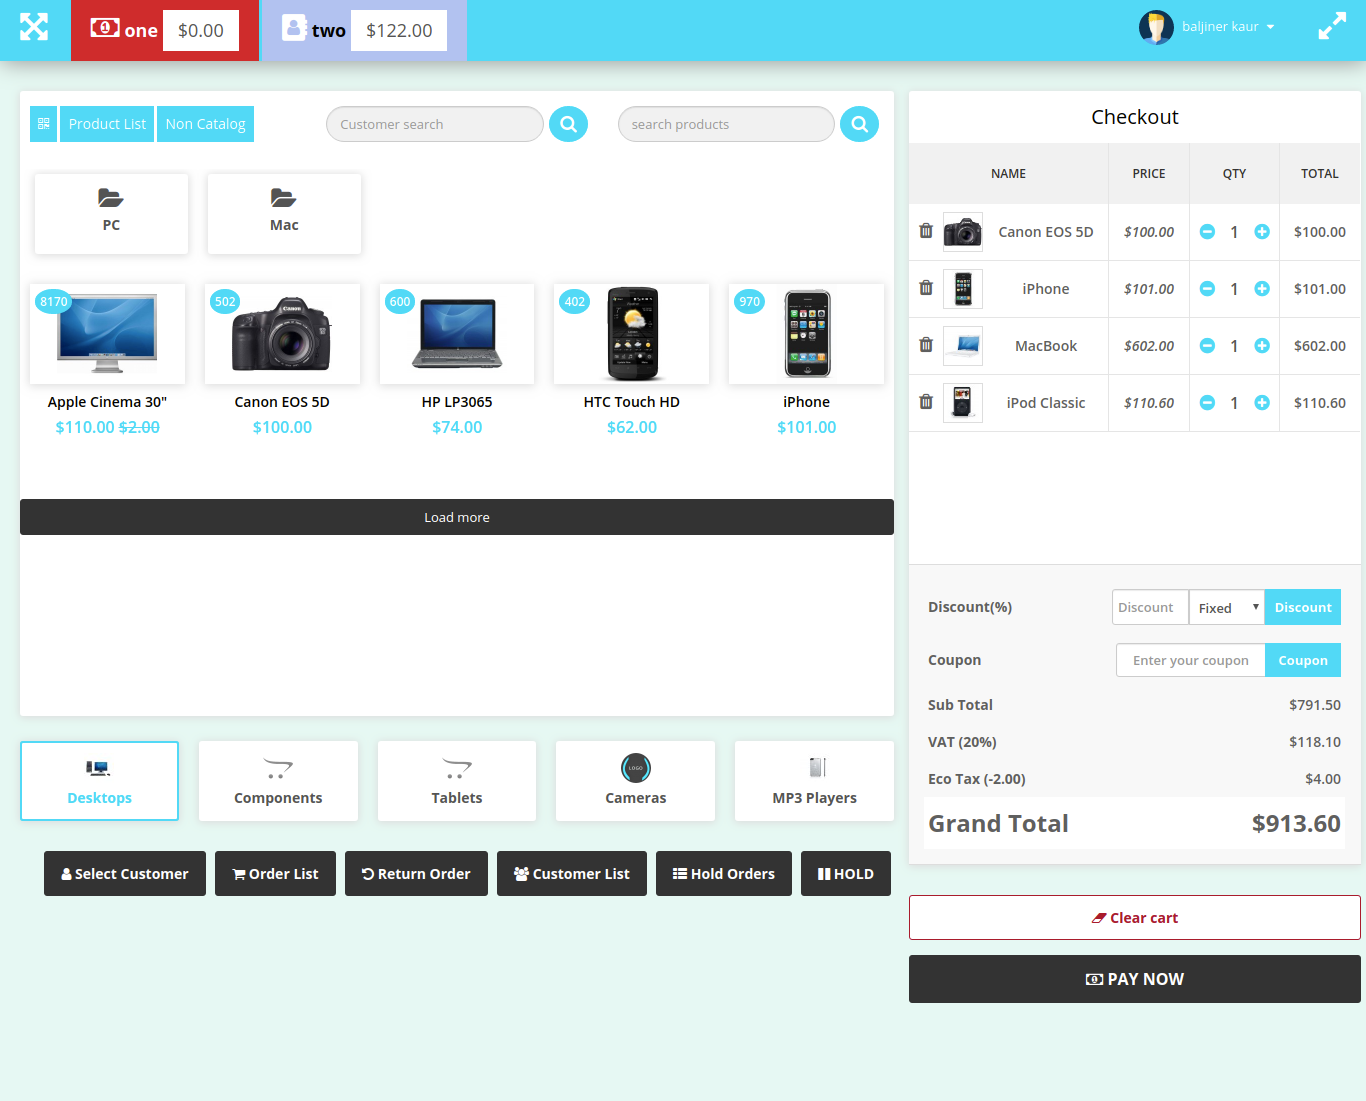 one $0.00 two $122.00 baljiner kaur
Product List Non Catalog Customer search search products
PC Mac
8170 502 600 402 970
Canon
Apple Cinema 30" Canon EOS 5D HP LP3065 HTC Touch HD iPhone
$110.00 $2.00 $100.00 $74.00 $62.00 $101.00
Load more
Desktops Components Tablets Cameras MP3 Players
LOGO
Select Customer Order List Return Order Customer List Hold Orders HOLD
Checkout
NAME PRICE QTY TOTAL
Canon EOS 5D $100.00 1 $100.00
iPhone $101.00 1 $101.00
MacBook $602.00 1 $602.00
iPod Classic $110.60 1 $110.60
Discount(%) Discount Fixed Discount
Coupon Enter your coupon Coupon
Sub Total $791.50
VAT (20%) $118.10
Eco Tax (-2.00) $4.00
Grand Total $913.60
Clear cart
PAY NOW